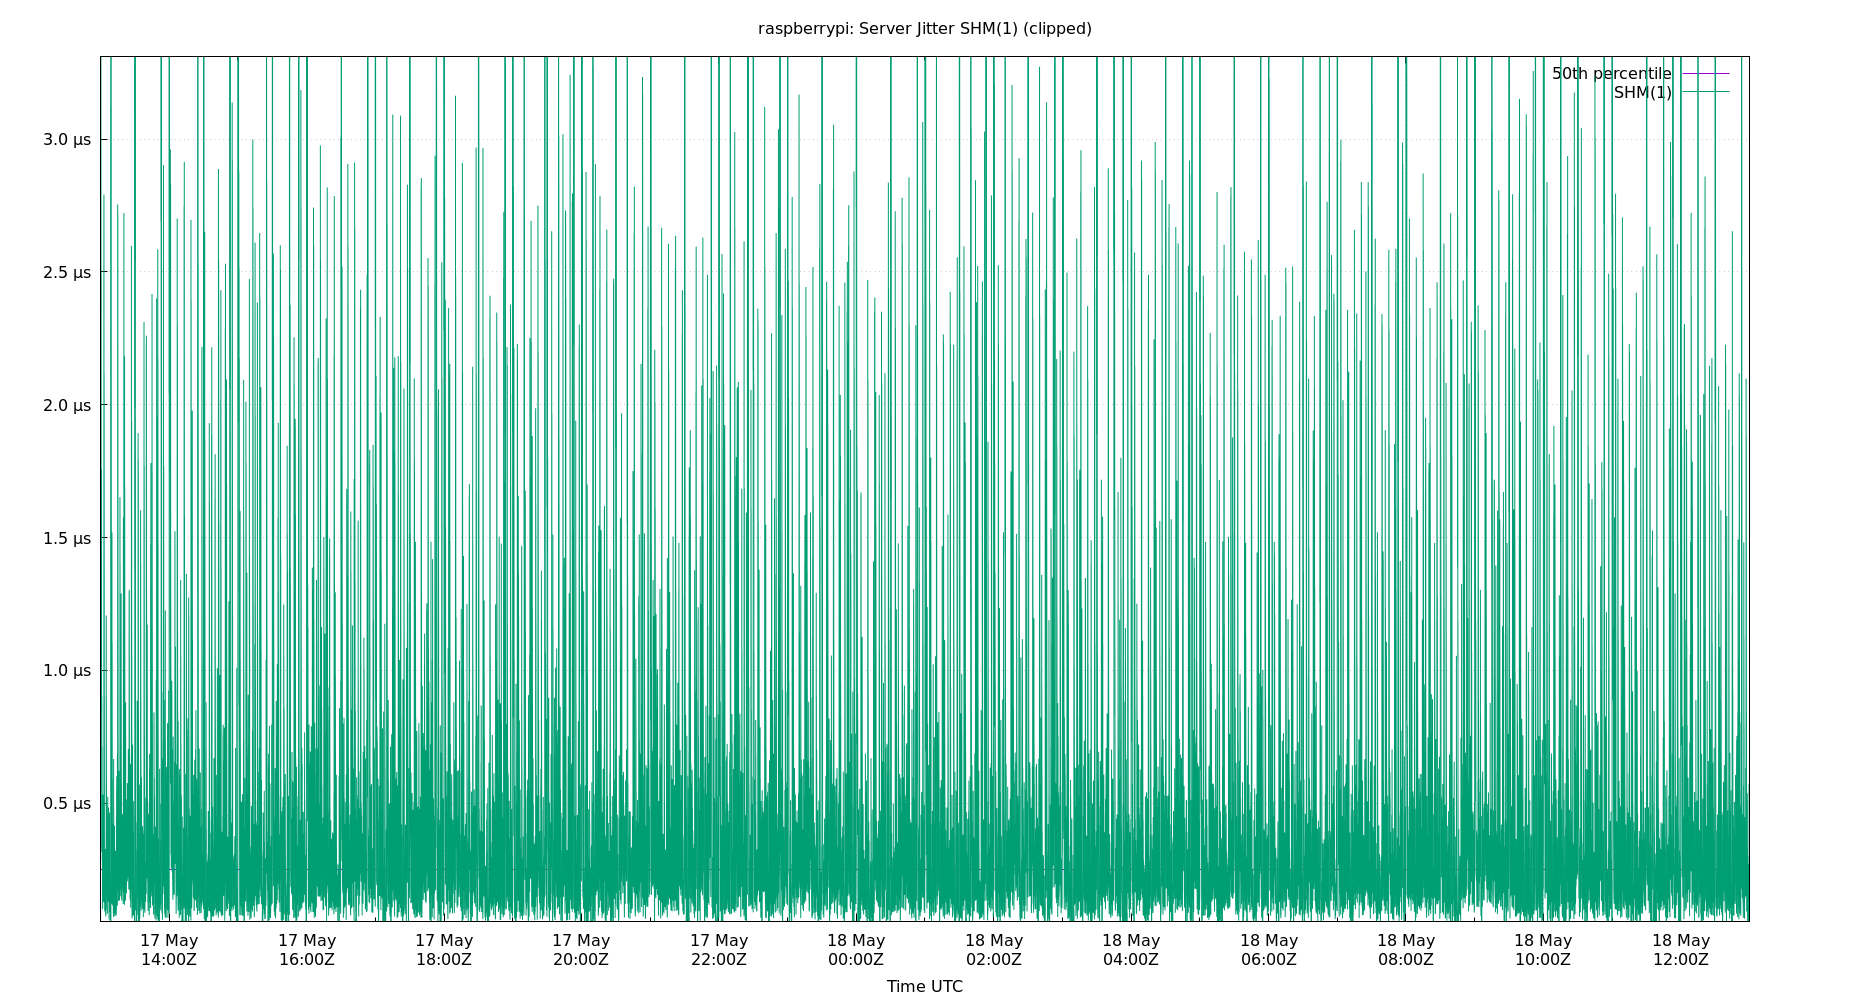 raspberrypi: Server Jitter SHM(1) (clipped)
50th percentile
SHM(1)
3.0 µs
2.5 µs
2.0 µs
1.5 µs
1.0 µs
0.5 µs
17 May 17 May 17 May 17 May 17 May 18 May 18 May 18 May 18 May 18 May 18 May 18 May
14:00Z 16:00Z 18:00Z 20:00Z 22:00Z 00:00Z 02:00Z 04:00Z 06:00Z 08:00Z 10:00Z 12:00Z
Time UTC